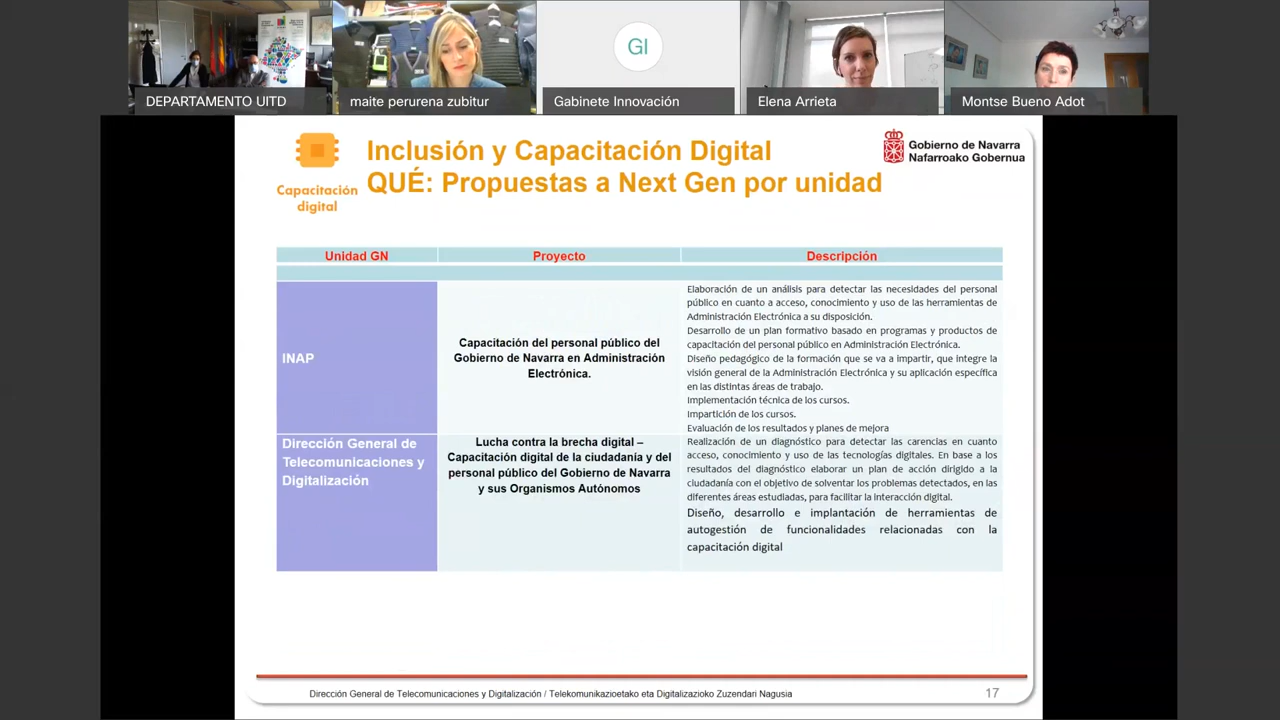 DEPARTAMENTO UITD
maite perurena zubitur
GI
Gabinete Innovación
Elena Arrieta
Montse Bueno Adot
Capacitación
digital
Inclusión y Capacitación Digital
QUÉ: Propuestas a Next Gen por unidad
Gobierno de Navarra
Nafarroako Gobernua
Unidad GN
Proyecto
Descripción
INAP
Capacitación del personal público del
Gobierno de Navarra en Administración
Electrónica.
Elaboración de un análisis para detectar las necesidades del personal
público en cuanto a acceso, conocimiento y uso de las herramientas de
Administración Electrónica a su disposición.
Desarrollo de un plan formativo basado en programas y productos de
capacitación del personal público en Administración Electrónica.
Diseño pedagógico de la formación que se va a impartir, que integre la
visión general de la Administración Electrónica y su aplicación específica
en las distintas áreas de trabajo.
Implementación técnica de los cursos.
Impartición de los cursos.
Evaluación de los resultados y planes de mejora
Dirección General de
Telecomunicaciones y
Digitalización
Lucha contra la brecha digital –
Capacitación digital de la ciudadanía y del
personal público del Gobierno de Navarra
y sus Organismos Autónomos
Realización de un diagnóstico para detectar las carencias en cuanto
acceso, conocimiento y uso de las tecnologías digitales. En base a los
resultados del diagnóstico elaborar un plan de acción dirigido a la
ciudadanía con el objetivo de solventar los problemas detectados, en las
diferentes áreas estudiadas, para facilitar la interacción digital.
Diseño, desarrollo e implantación de herramientas de
autogestión de funcionalidades relacionadas con la
capacitación digital
Dirección General de Telecomunicaciones y Digitalización / Telekomunikazioetako eta Digitalizazioko Zuzendari Nagusia
17